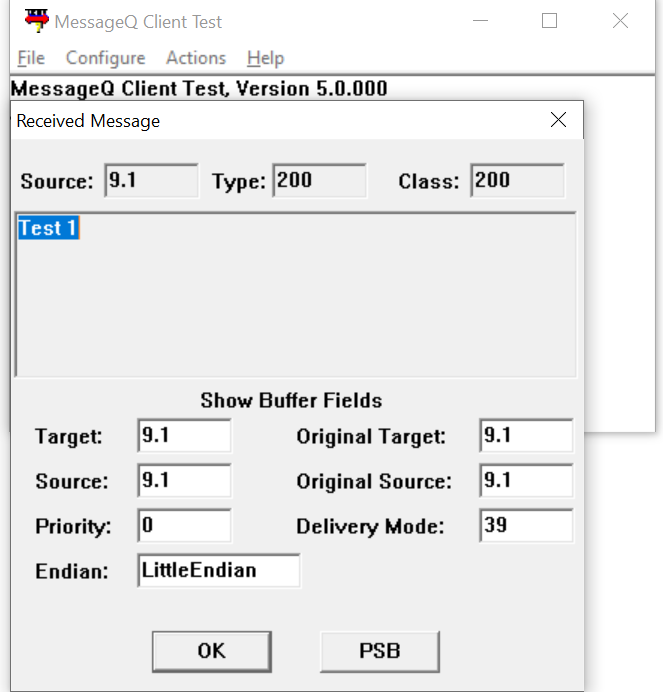 MessageQ Client Test
File Configure Actions Help
MessageQ Client Test, Version 5.0.000
Received Message
Source: 9.1 Type: 200 Class: 200
Test 1
Show Buffer Fields
Target: 9.1 Original Target: 9.1
Source: 9.1 Original Source: 9.1
Priority: 0 Delivery Mode: 39
Endian: LittleEndian
OK PSB